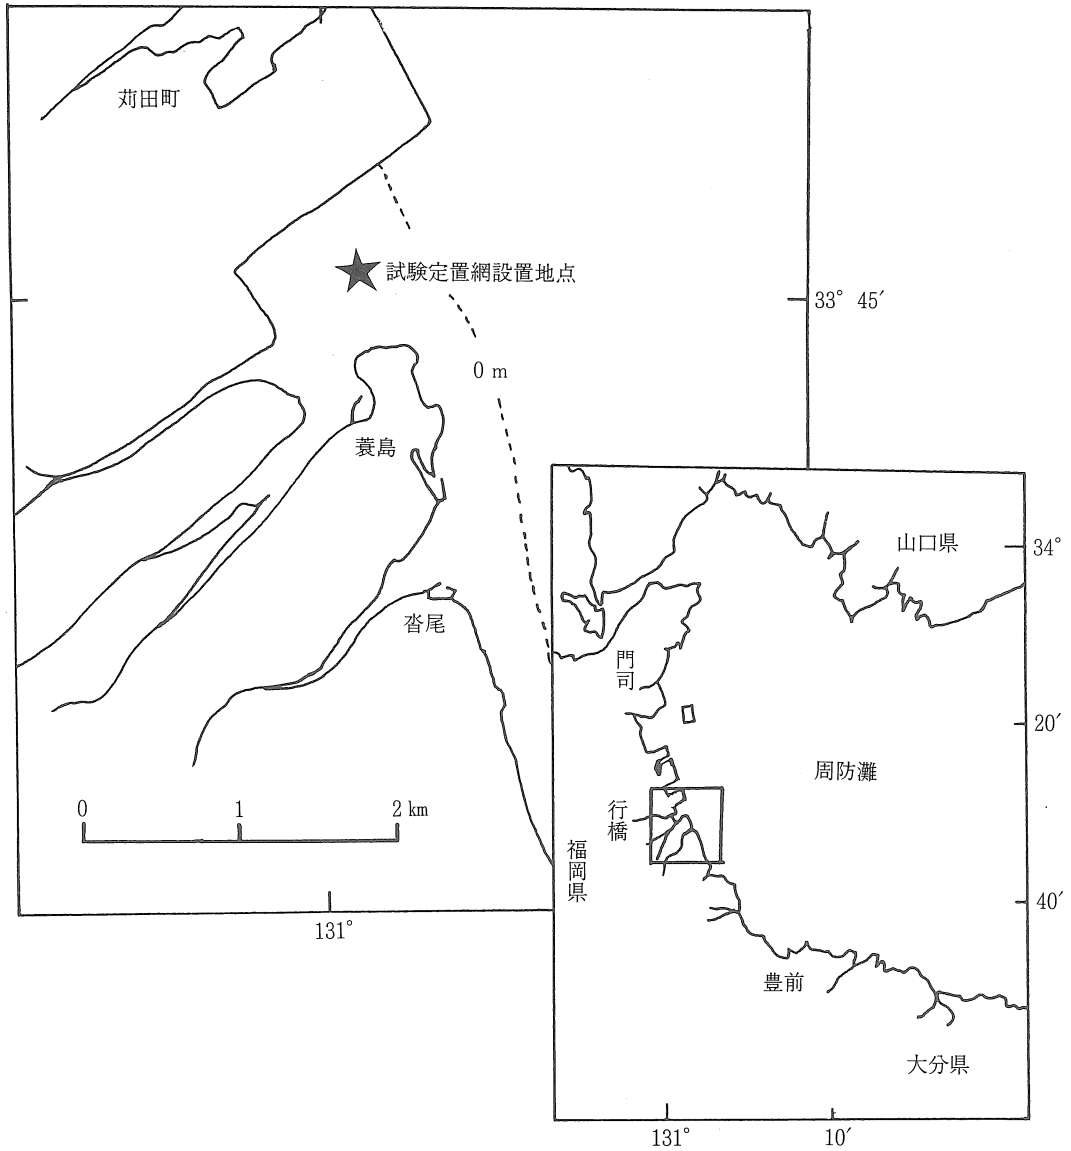 苅田町
試験定置網設置地点
33° 45′
0 m
蓑島
沓尾
0 1 2 km
131°
山口県
34°
門司
20′
周防灘
行橋
福岡県
40′
豊前
大分県
131° 10′